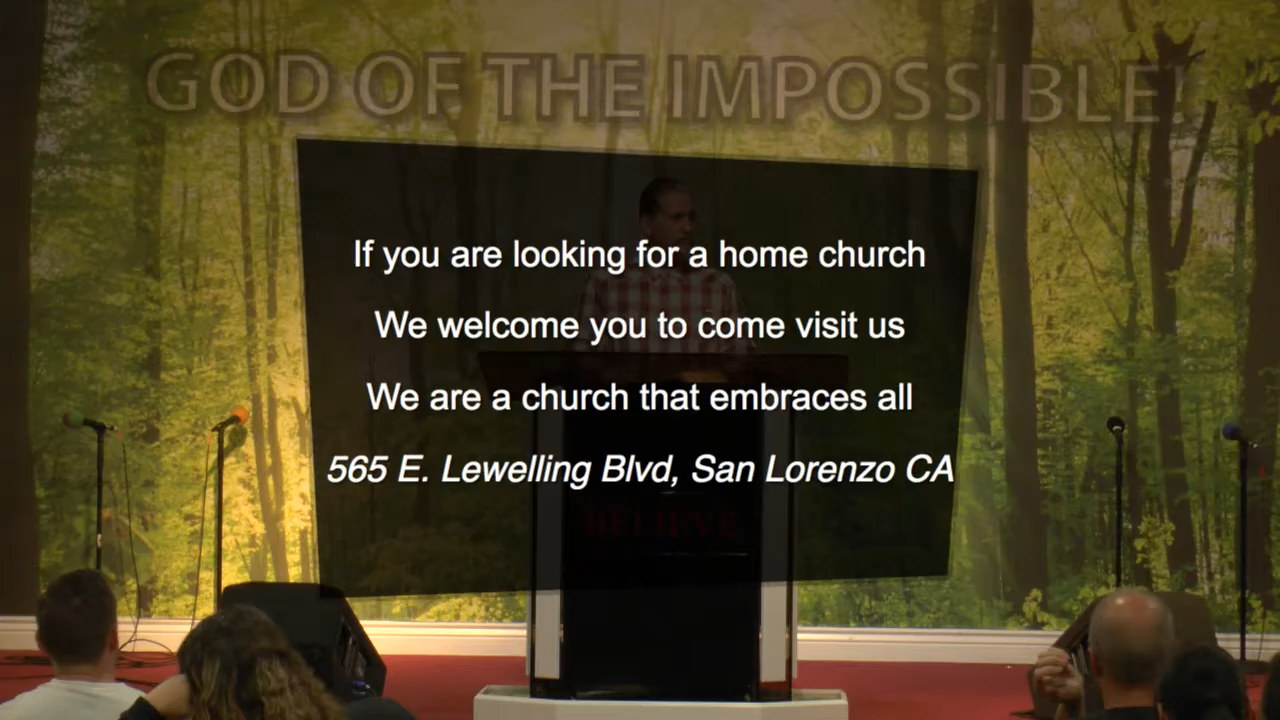 GOD OF THE IMPOSSIBLE!
If you are looking for a home church
We welcome you to come visit us
We are a church that embraces all
565 E. Lewelling Blvd, San Lorenzo CA
BELIEVE